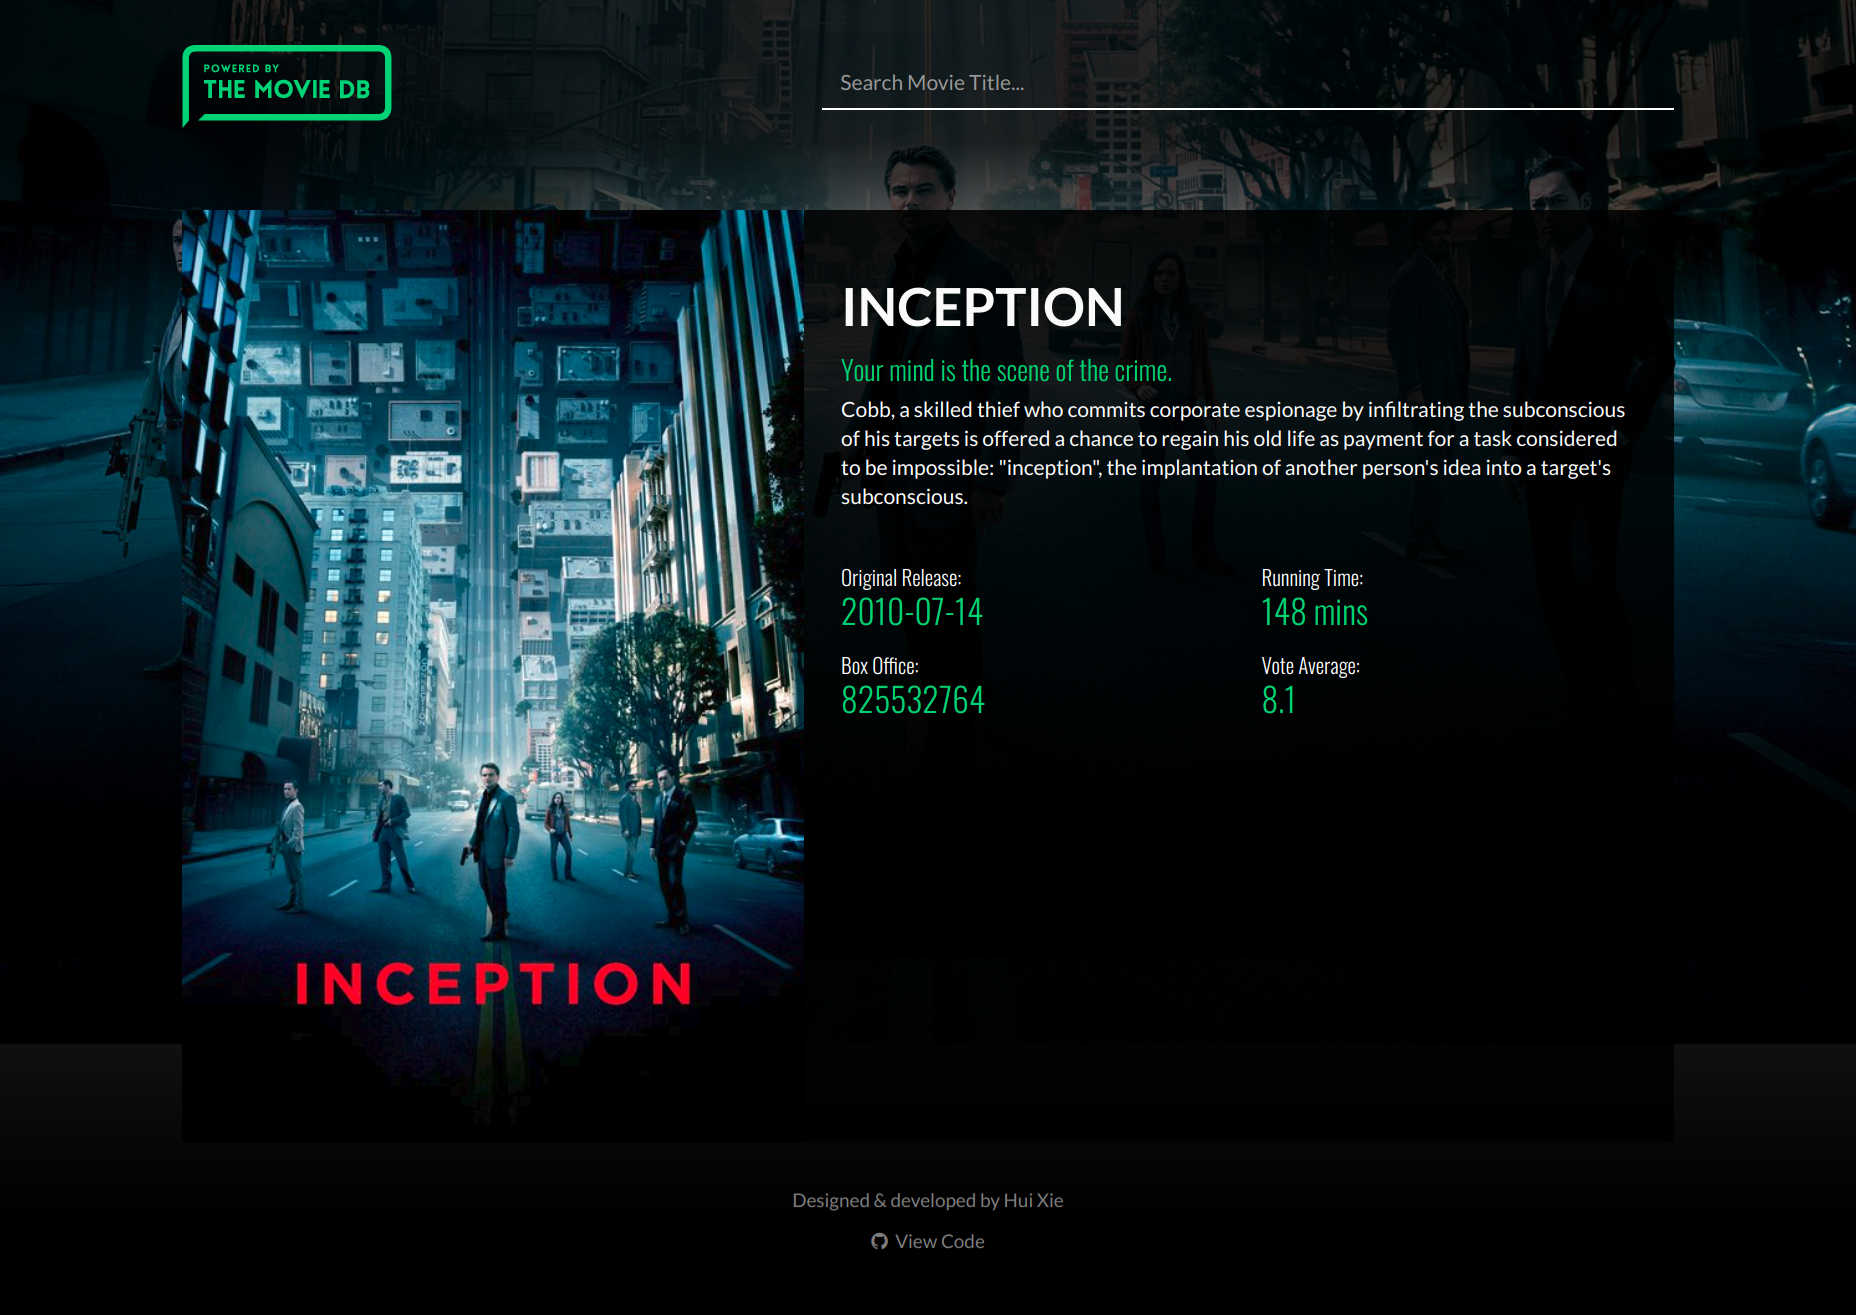 POWERED BY
THE MOVIE DB
Search Movie Title...
INCEPTION
INCEPTION
Your mind is the scene of the crime.
Cobb, a skilled thief who commits corporate espionage by infiltrating the subconscious
of his targets is offered a chance to regain his old life as payment for a task considered
to be impossible: "inception", the implantation of another person's idea into a target's
subconscious.
Original Release:
2010-07-14
Running Time:
148 mins
Box Office:
825532764
Vote Average:
8.1
Designed & developed by Hui Xie
View Code